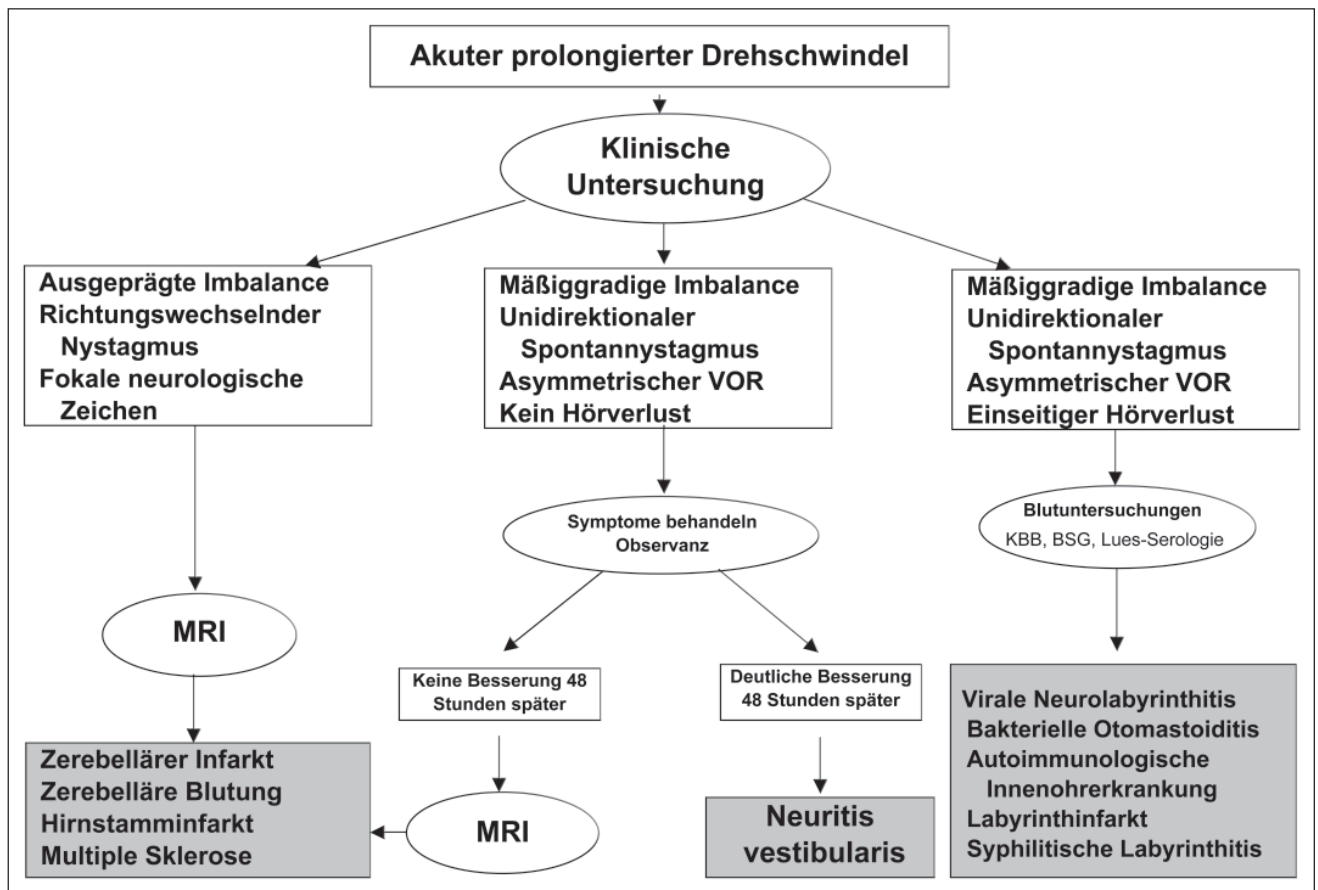 Akuter prolongierter Drehschwindel
Klinische
Untersuchung
Ausgeprägte Imbalance
Richtungswechselnder
Nystagmus
Fokale neurologische
Zeichen
Mäßiggradige Imbalance
Unidirektionaler
Spontannystagmus
Asymmetrischer VOR
Kein Hörverlust
Mäßiggradige Imbalance
Unidirektionaler
Spontannystagmus
Asymmetrischer VOR
Einseitiger Hörverlust
Symptome behandeln
Observanz
Blutuntersuchungen
KBB, BSG, Lues-Serologie
MRI
Keine Besserung 48
Stunden später
Deutliche Besserung
48 Stunden später
Zerebellärer Infarkt
Zerebelläre Blutung
Hirnstamminfarkt
Multiple Sklerose
MRI
Neuritis
vestibularis
Virale Neurolabyrinthitis
Bakterielle Otomastoiditis
Autoimmunologische
Innenohrerkrankung
Labyrinthinfarkt
Syphilitische Labyrinthitis